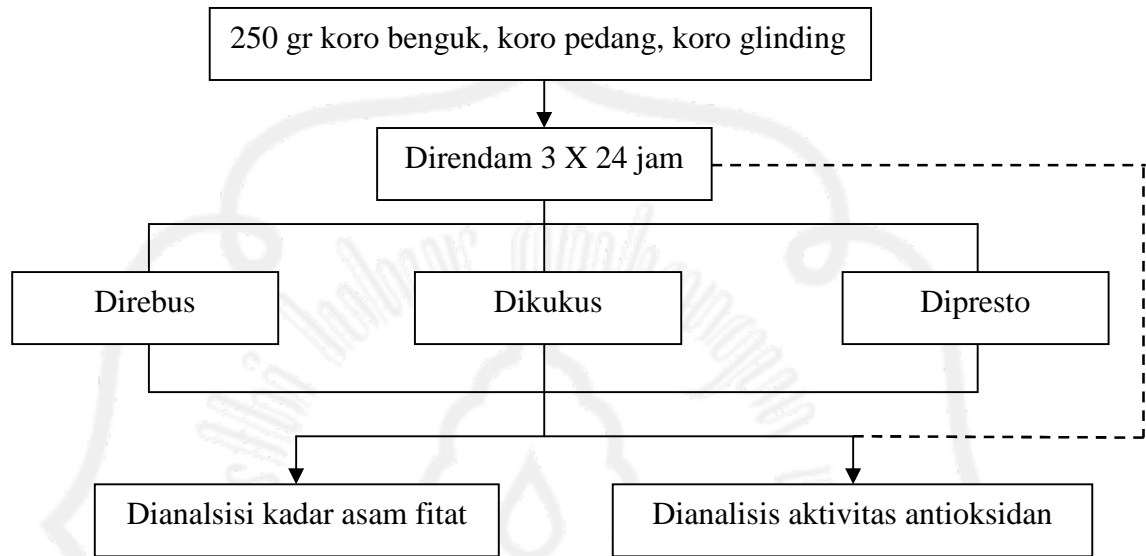 250 gr koro benguk, koro pedang, koro glinding
Direndam 3 X 24 jam
Direbus
Dikukus
Dipresto
Dianalsisi kadar asam fitat
Dianalisis aktivitas antioksidan